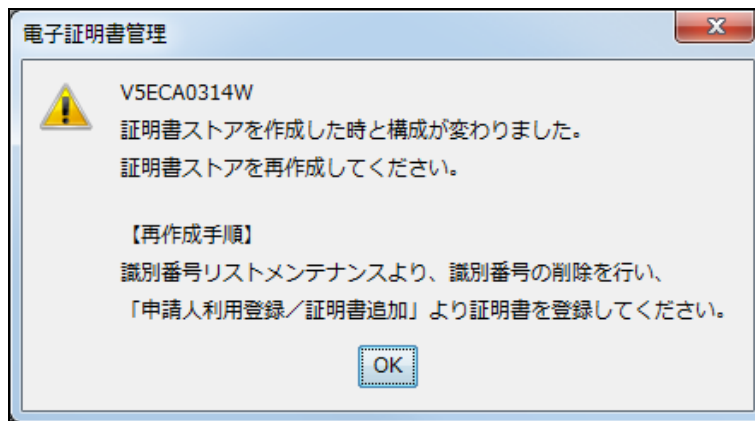 電子証明書管理
V5ECA0314W
証明書ストアを作成した時と構成が変わりました。
証明書ストアを再作成してください。
【再作成手順】
識別番号リストメンテナンスより、識別番号の削除を行い、
「申請人利用登録／証明書追加」より証明書を登録してください。
OK